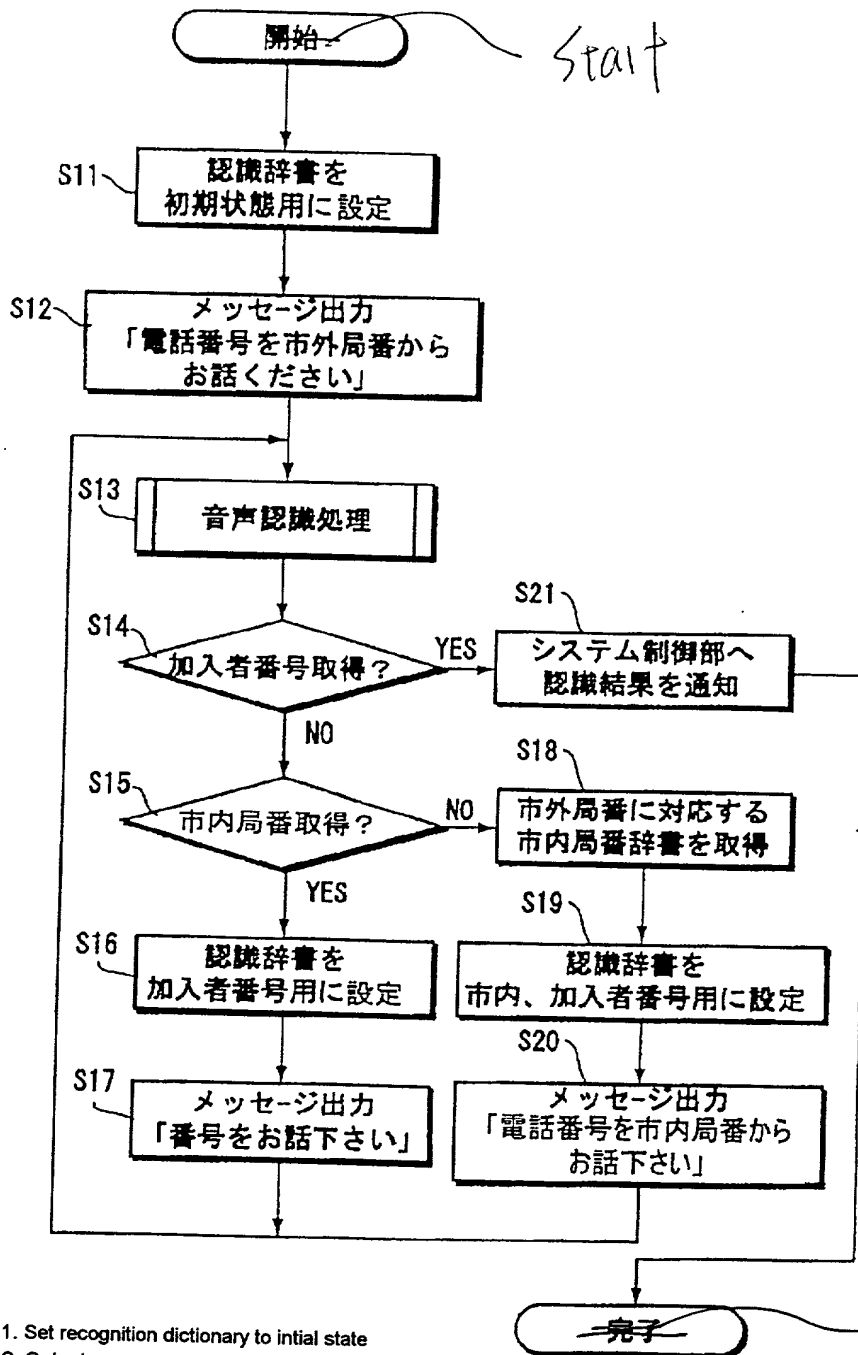 開始
Start
S11
認識辞書を
初期状態用に設定
S12
メッセージ出力
「電話番号を市外局番から
お話ください」
S13
音声認識処理
S14
加入者番号取得?
YES
NO
S21
システム制御部へ
認識結果を通知
S15
市内局番取得?
NO
YES
S18
市外局番に対応する
市内局番辞書を取得
S16
認識辞書を
加入者番号用に設定
S19
認識辞書を
市内、加入者番号用に設定
S17
メッセージ出力
「番号をお話下さい」
S20
メッセージ出力
「電話番号を市内局番から
お話下さい」
完了
1. Set recognition dictionary to intial state